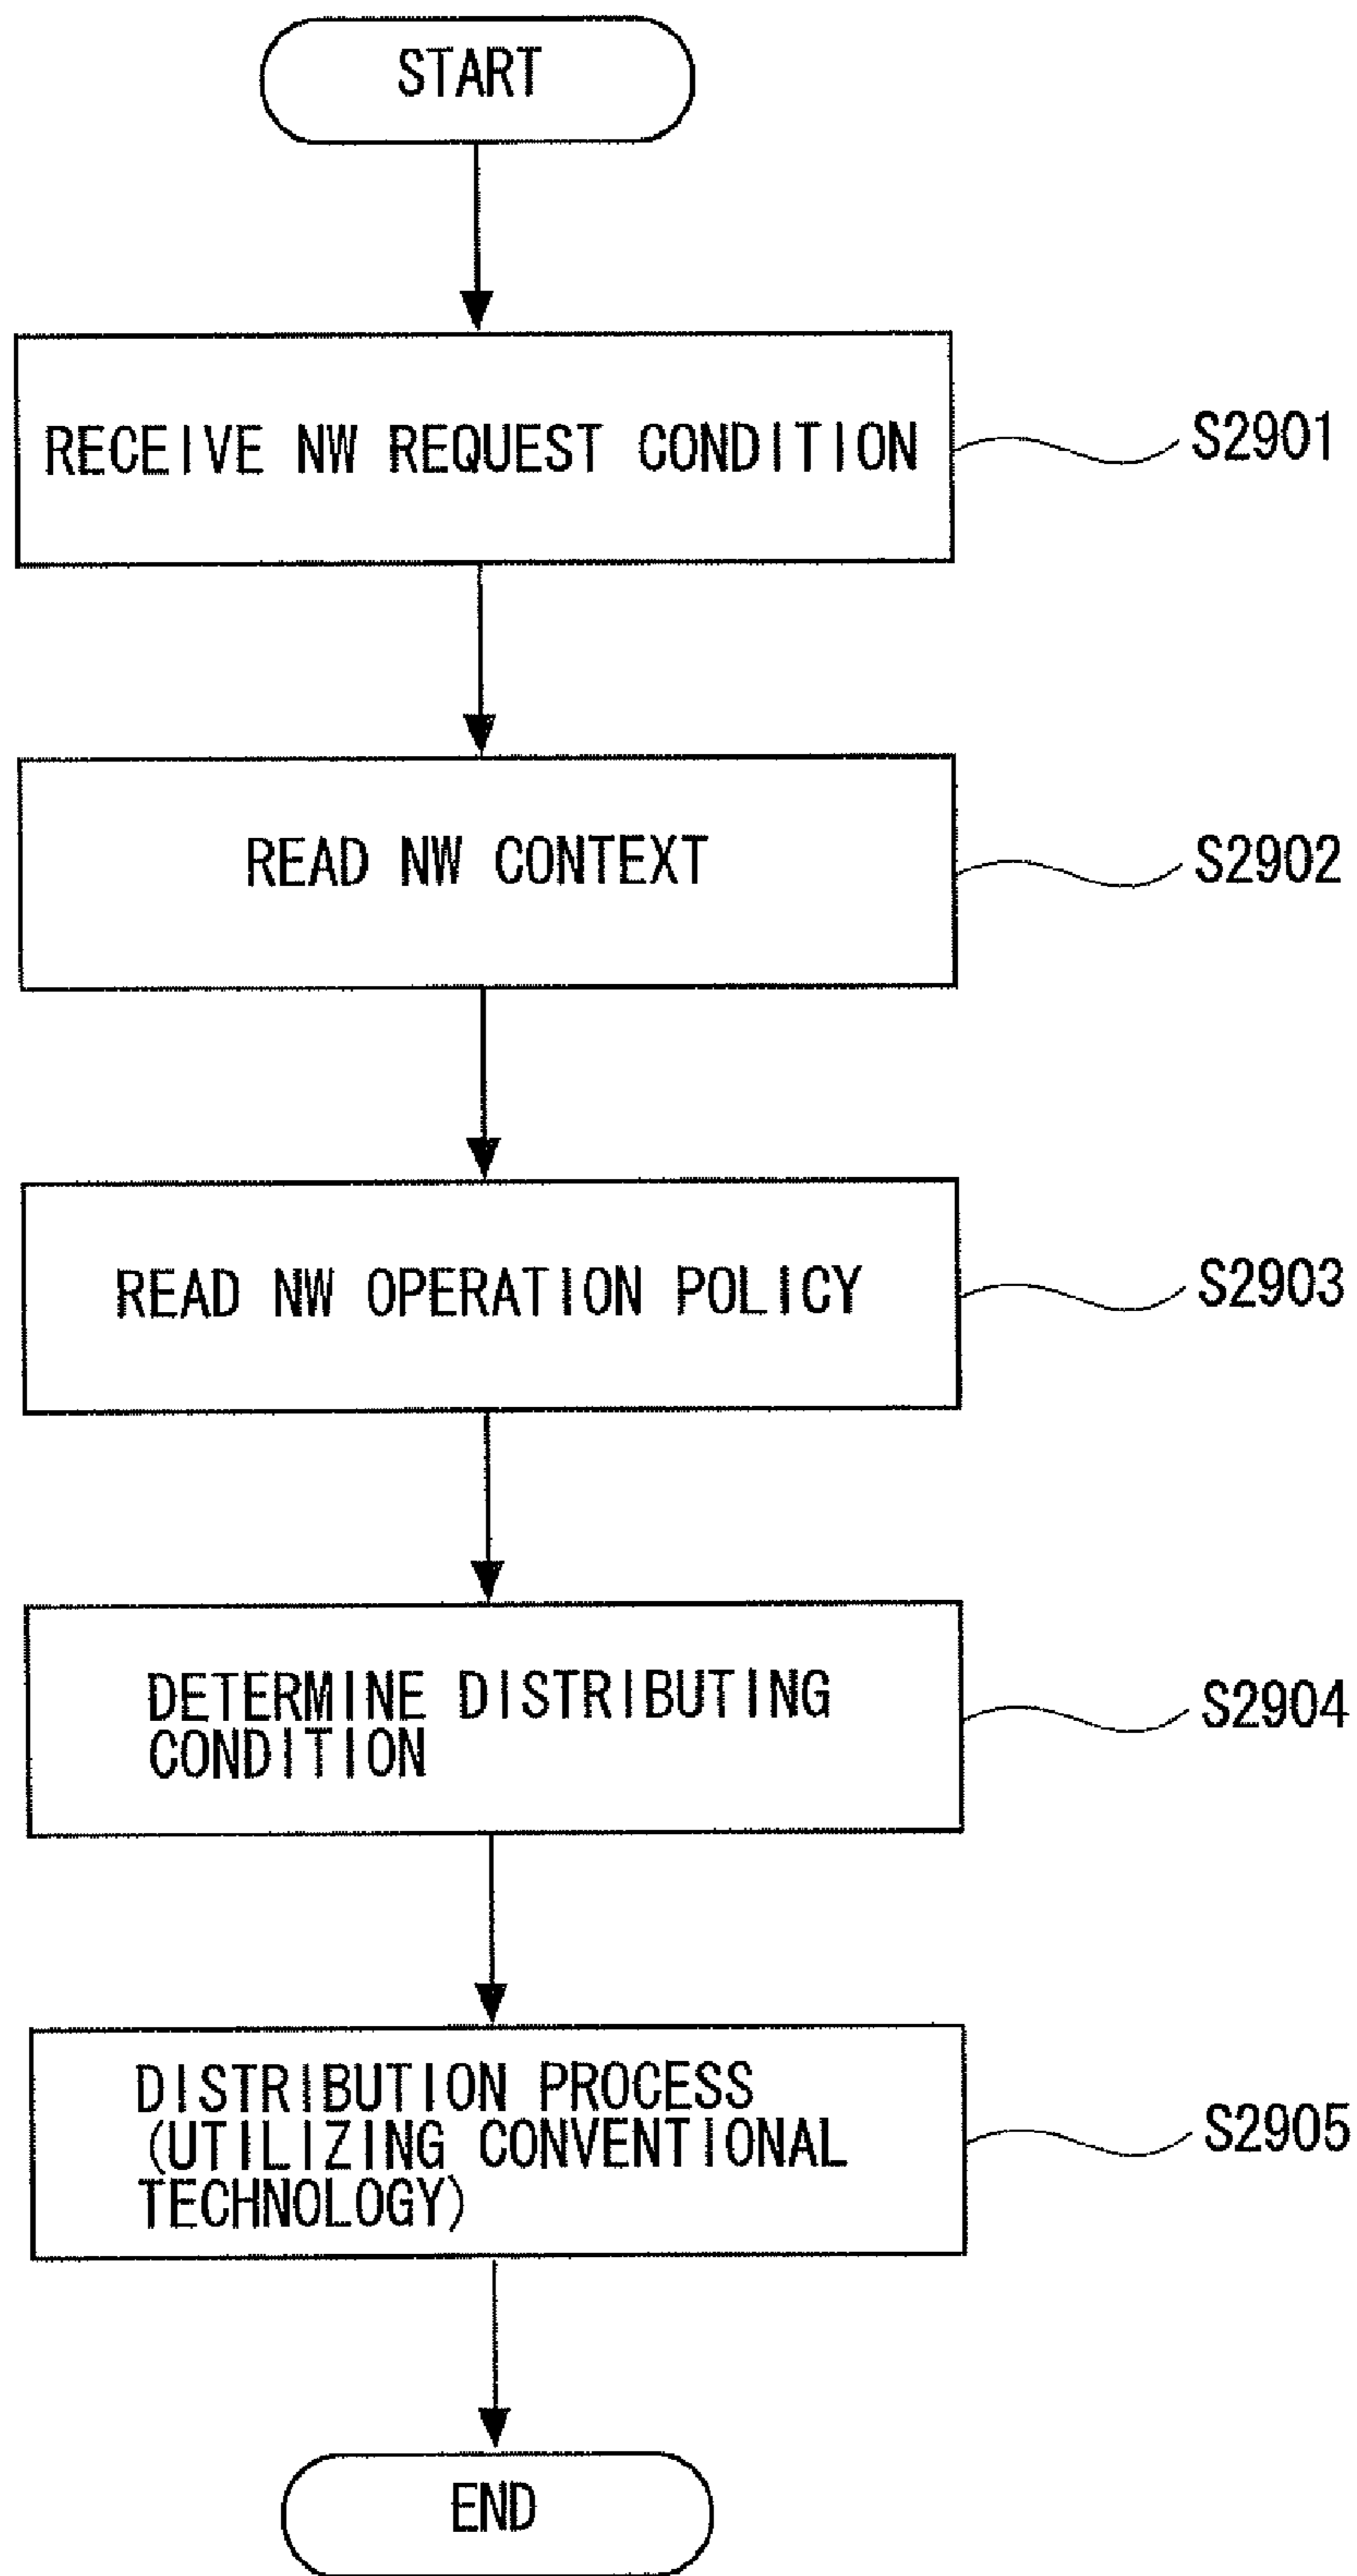 START
RECEIVE NW REQUEST CONDITION
S2901
READ NW CONTEXT
S2902
READ NW OPERATION POLICY
S2903
DETERMINE DISTRIBUTING
CONDITION
S2904
DISTRIBUTION PROCESS
(UTILIZING CONVENTIONAL
TECHNOLOGY)
S2905
END